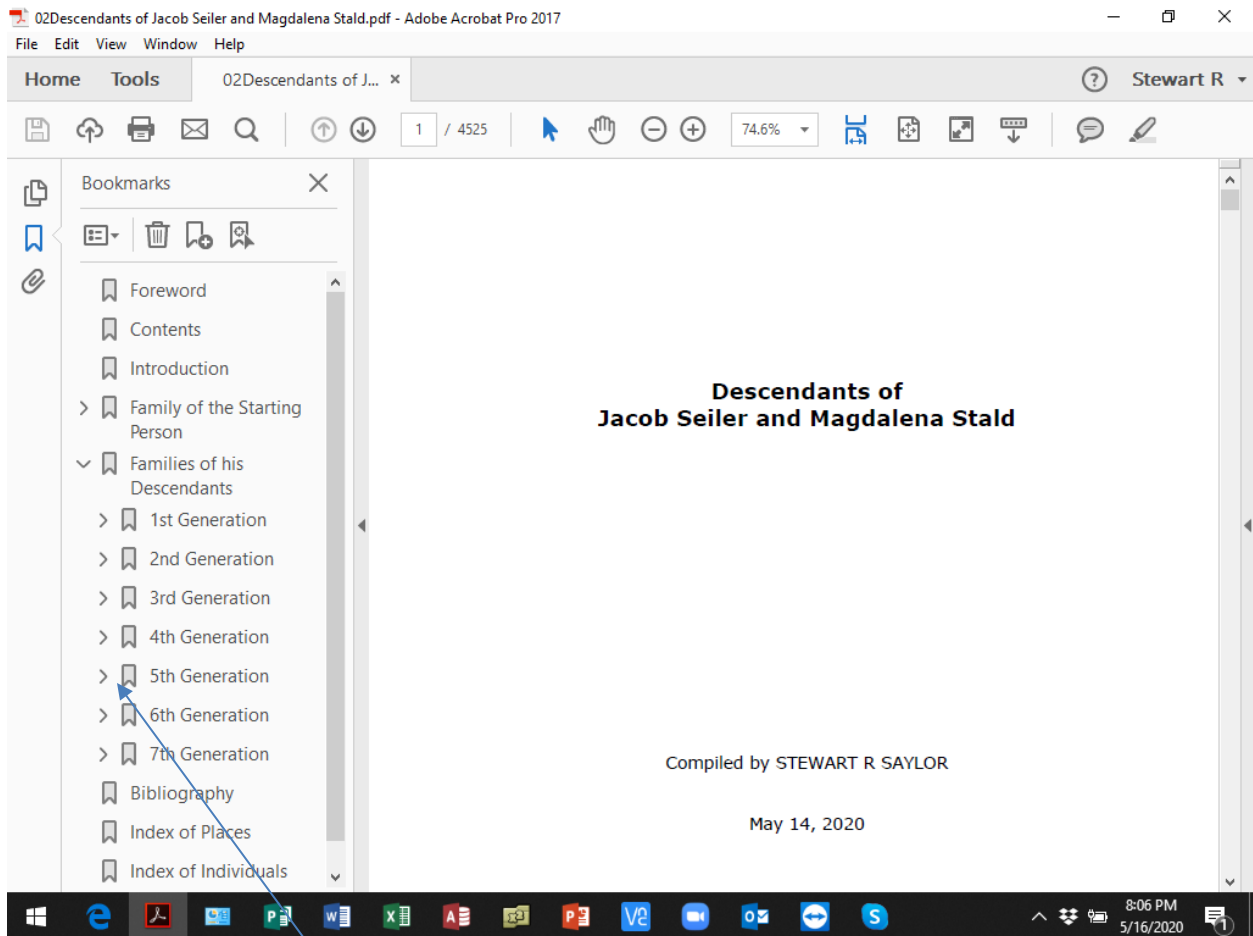 02Descendants of Jacob Seiler and Magdalena Stald.pdf - Adobe Acrobat Pro 2017
File Edit View Window Help
Home Tools 02Descendants of J... × ? Stewart R
1 / 4525 74.6%
Bookmarks
Foreword
Contents
Introduction
Family of the Starting
Person
Families of his
Descendants
1st Generation
2nd Generation
3rd Generation
4th Generation
5th Generation
6th Generation
7th Generation
Bibliography
Index of Places
Index of Individuals
Descendants of
Jacob Seiler and Magdalena Stald
Compiled by STEWART R SAYLOR
May 14, 2020
8:06 PM
5/16/2020